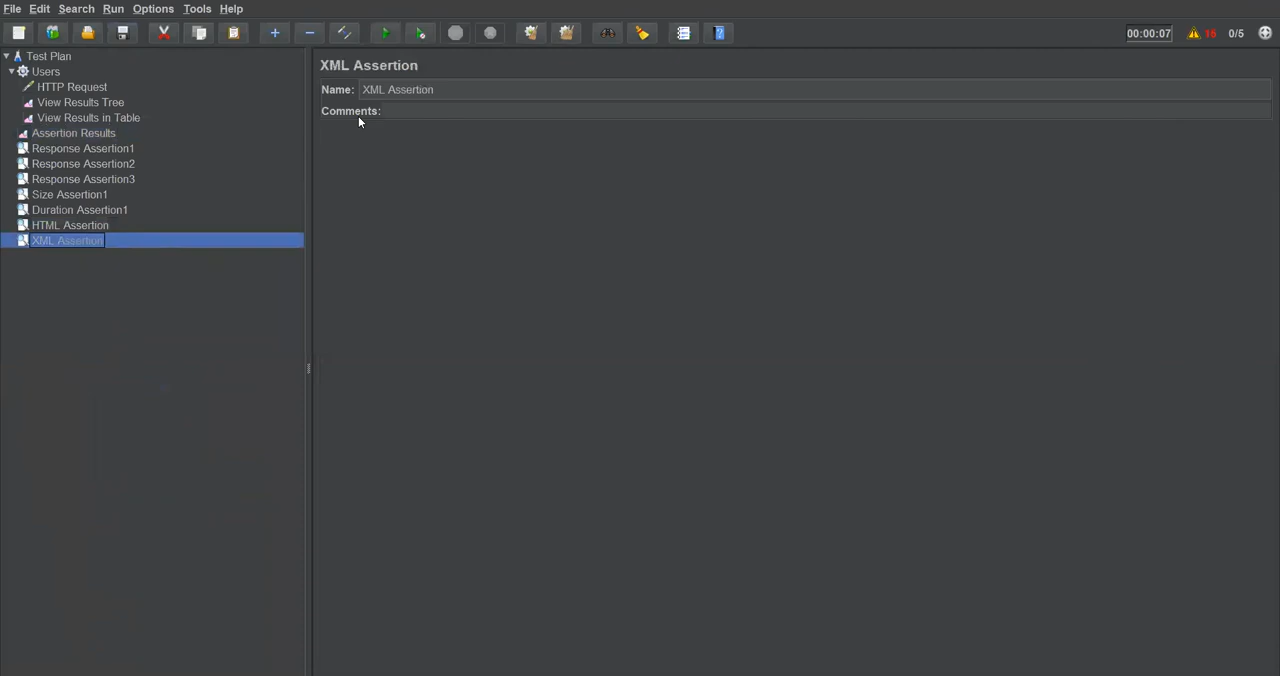 File Edit Search Run Options Tools Help
00:00:07 16 0/5
Test Plan
Users
HTTP Request
View Results Tree
View Results in Table
Assertion Results
Response Assertion1
Response Assertion2
Response Assertion3
Size Assertion1
Duration Assertion1
HTML Assertion
XML Assertion
XML Assertion
Name: XML Assertion
Comments: